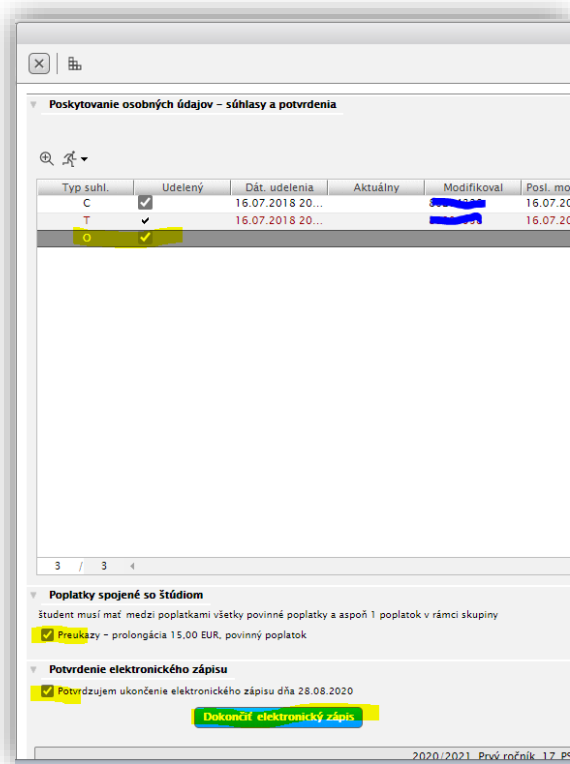 Poskytovanie osobných údajov – súhlasy a potvrdenia
Typ suhl. Udelený Dát. udelenia Aktuálny Modifikoval Posl. mo
C 16.07.2018 20... 16.07.20
T 16.07.2018 20... 16.07.20
O
3 / 3
Poplatky spojené so štúdiom
študent musí mať medzi poplatkami všetky povinné poplatky a aspoň 1 poplatok v rámci skupiny
Preukazy – prolongácia 15,00 EUR, povinný poplatok
Potvrdenie elektronického zápisu
Potvrdzujem ukončenie elektronického zápisu dňa 28.08.2020
Dokončiť elektronický zápis
2020/2021 Prvý ročník 17 PS